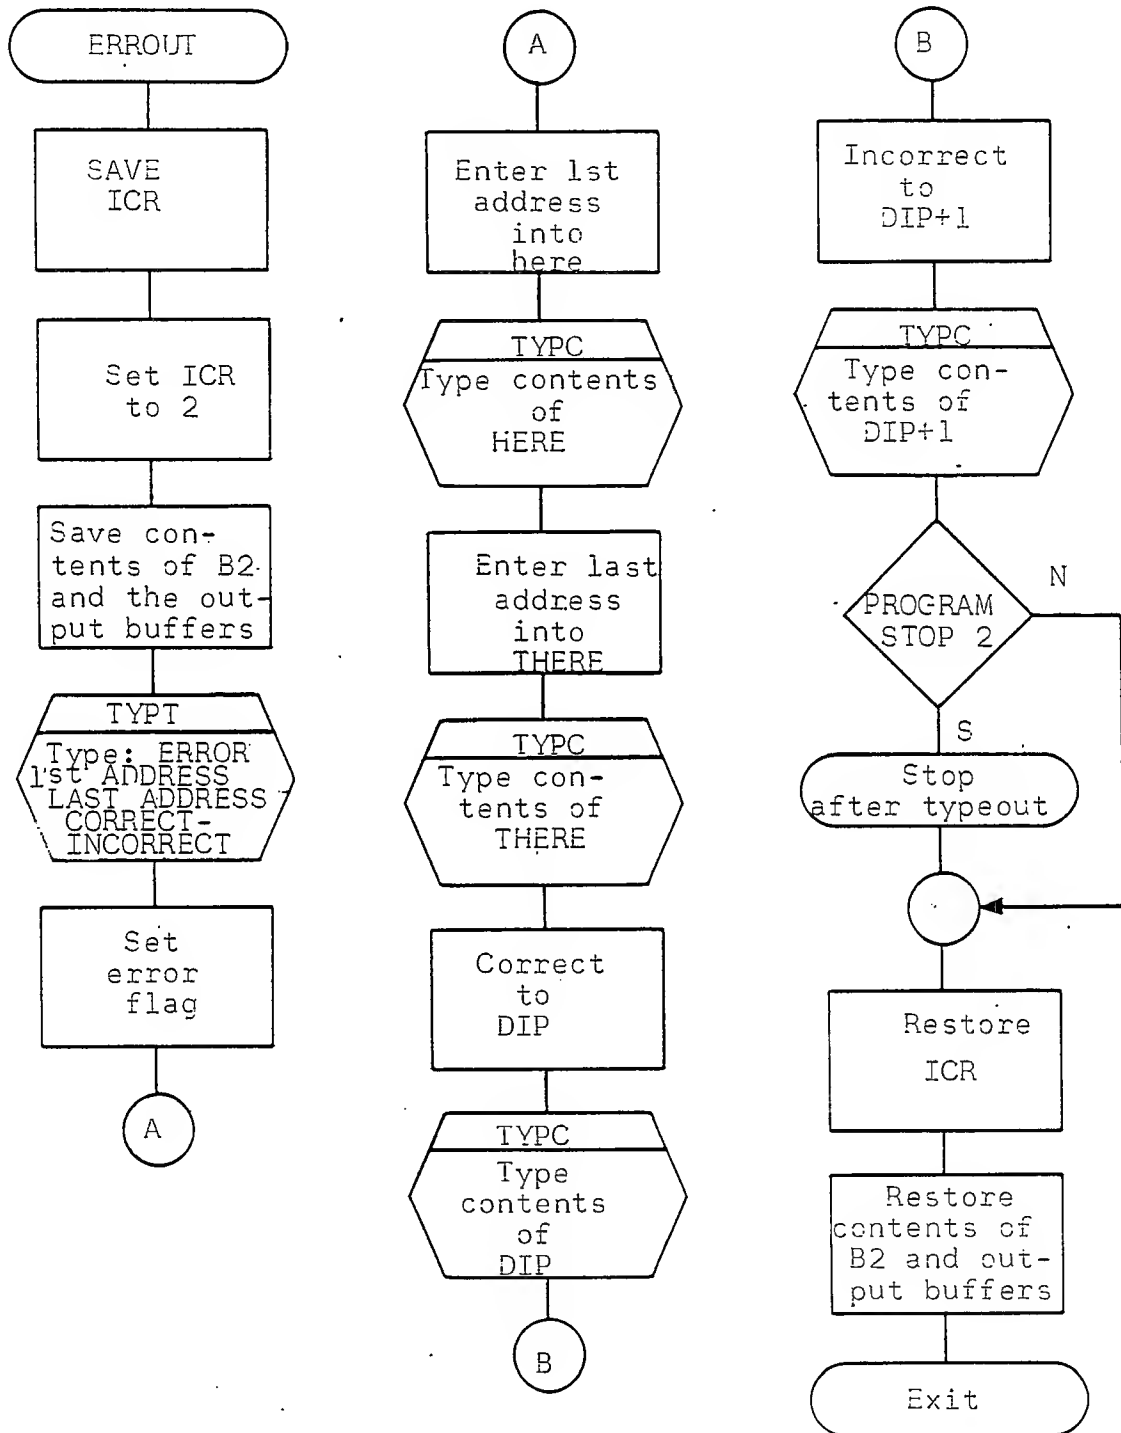 ERROUT
SAVE
ICR
Set ICR
to 2
Save con-
tents of B2
and the out-
put buffers
TYPT
Type: ERROR
1st ADDRESS
LAST ADDRESS
CORRECT-
INCORRECT
Set
error
flag
A
A
Enter 1st
address
into
here
TYPC
Type contents
of
HERE
Enter last
address
into
THERE
TYPC
Type con-
tents of
THERE
Correct
to
DIP
TYPC
Type
contents
of
DIP
B
B
Incorrect
to
DIP+1
TYPC
Type con-
tents of
DIP+1
PROGRAM
STOP 2
N
S
Stop
after typeout
Restore
ICR
Restore
contents of
B2 and out-
put buffers
Exit